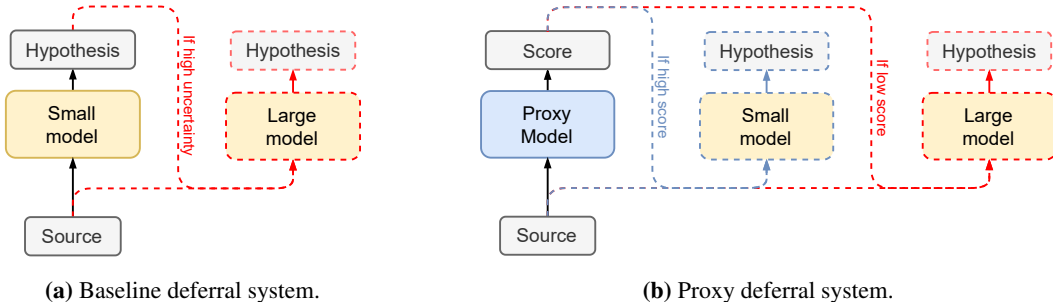 Hypothesis
Small
model
Source
If high uncertainty
Hypothesis
Large
model
(a) Baseline deferral system.
Score
Proxy
Model
Source
If high score
Hypothesis
Small
model
If low score
Hypothesis
Large
model
(b) Proxy deferral system.